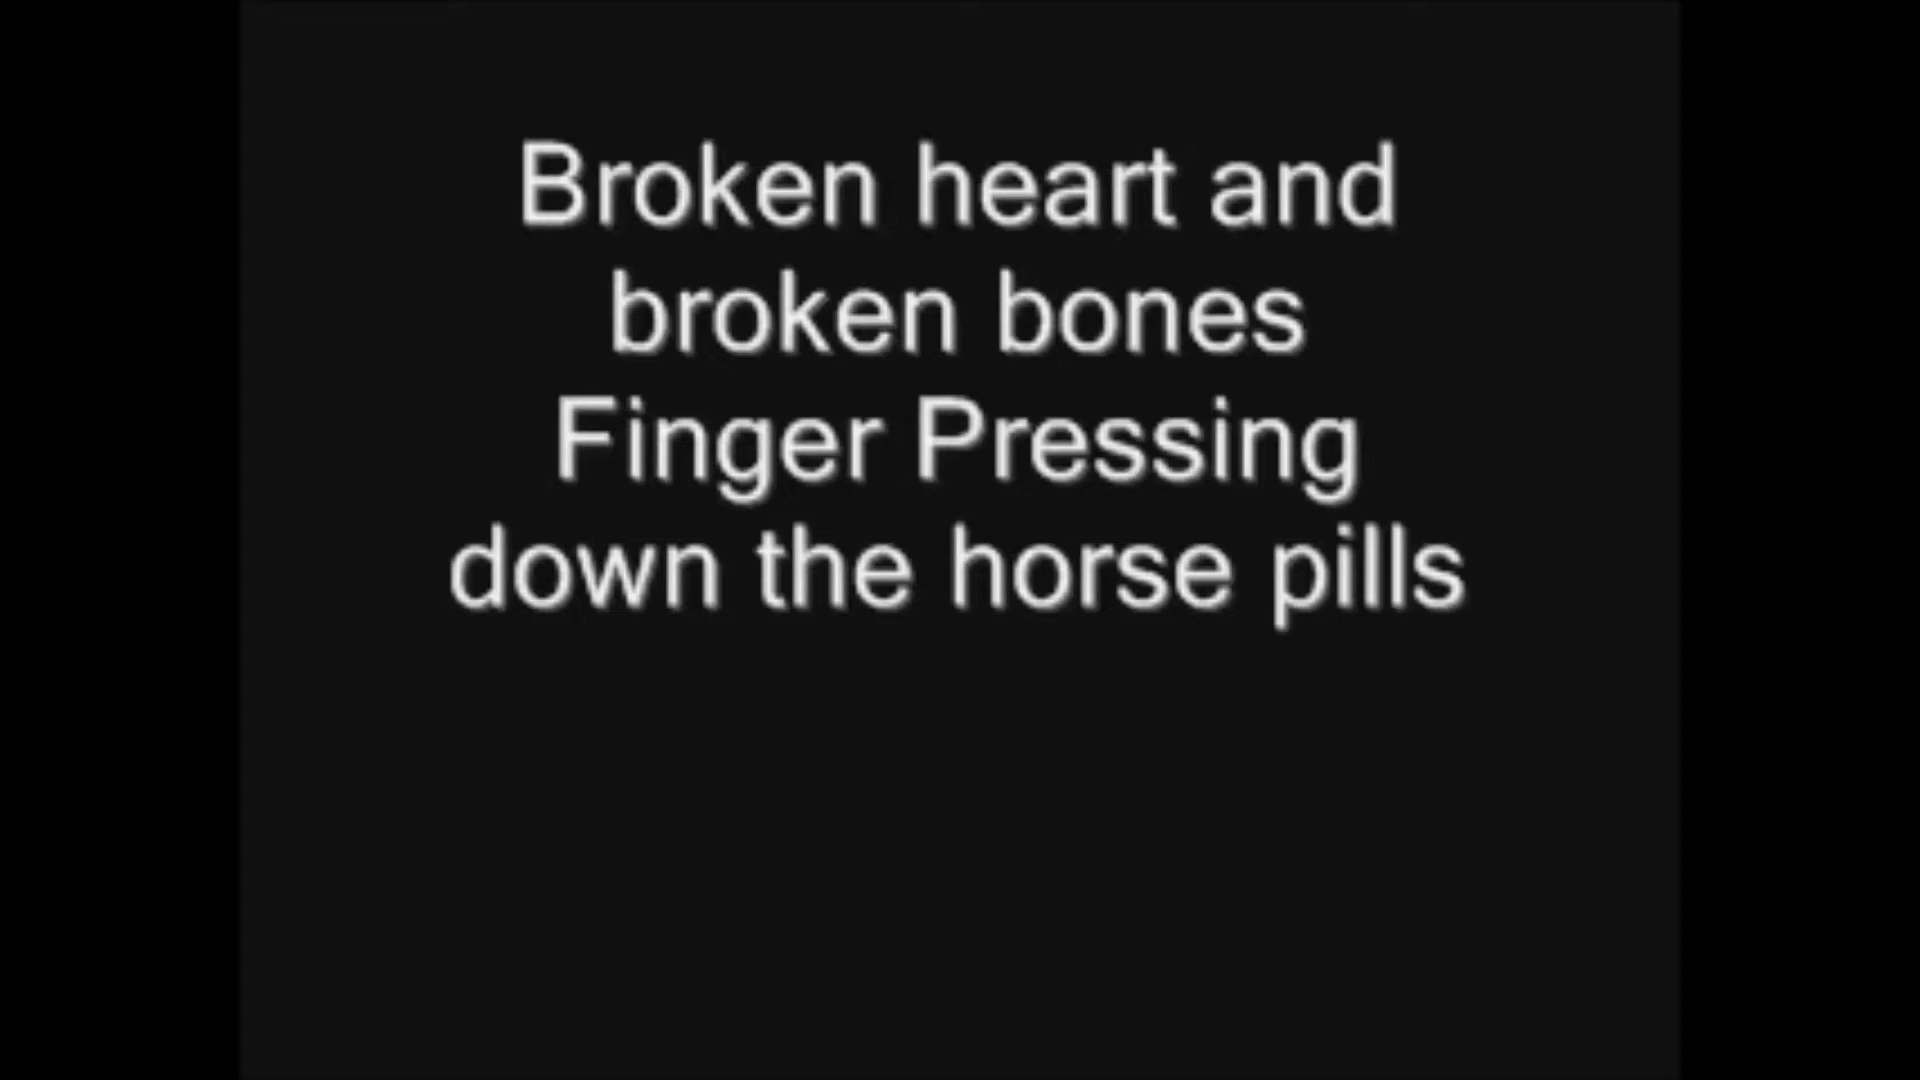 Broken heart and
broken bones
Finger Pressing
down the horse pills